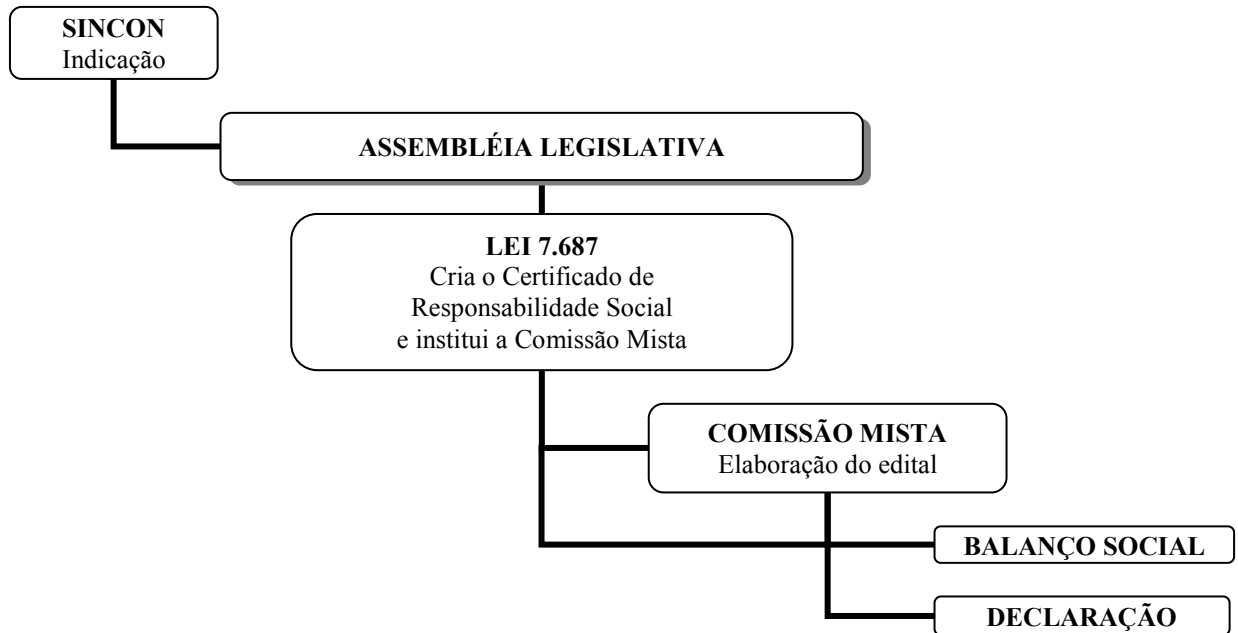 SINCON
Indicação
ASSEMBLÉIA LEGISLATIVA
LEI 7.687
Cria o Certificado de
Responsabilidade Social
e institui a Comissão Mista
COMISSÃO MISTA
Elaboração do edital
BALANÇO SOCIAL
DECLARAÇÃO